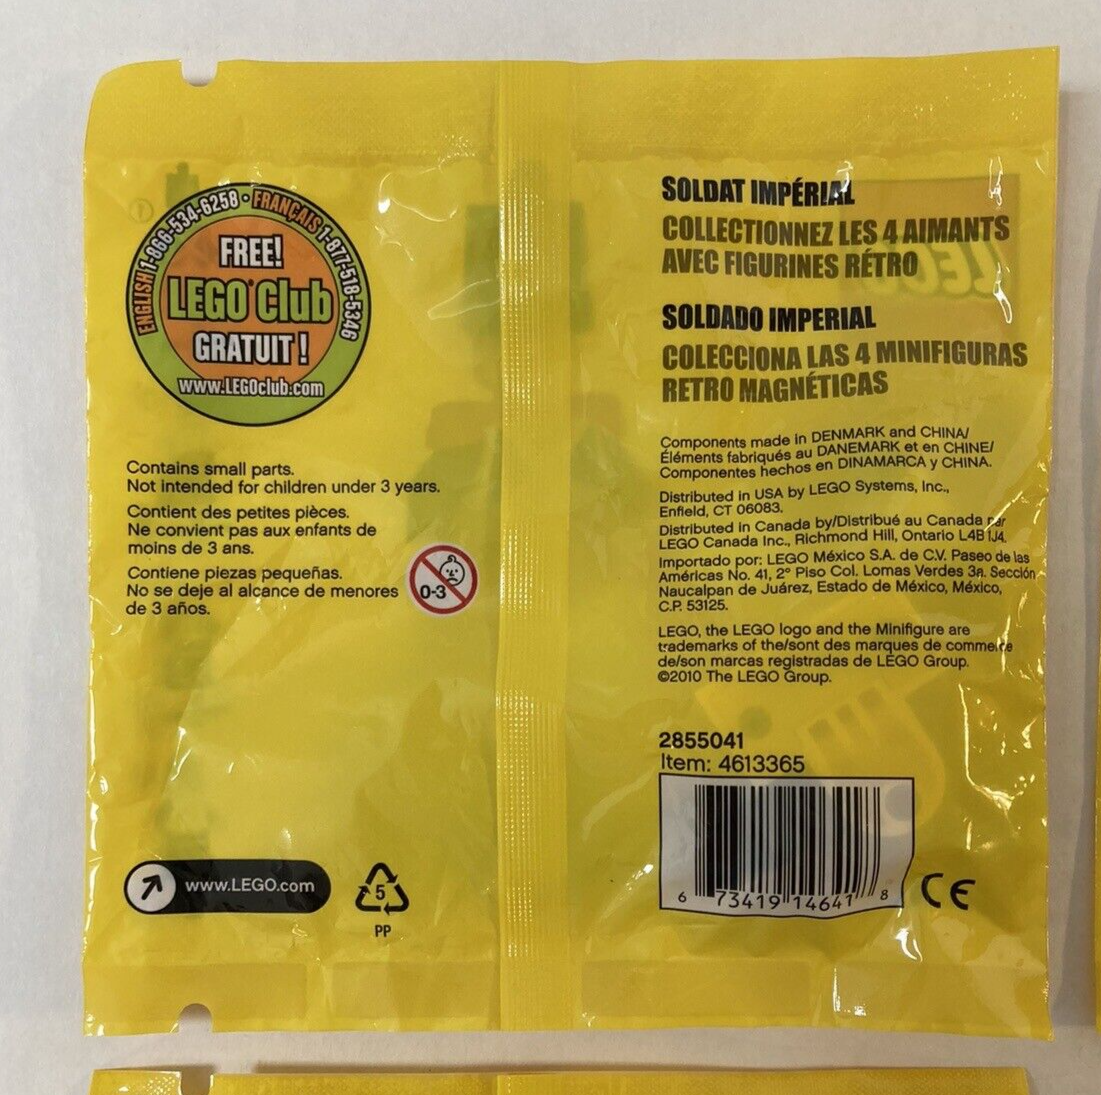 ENGLISH 1-866-534-6258 • FRANÇAIS 1-877-518-5346
FREE!
LEGO® Club
GRATUIT !
www.LEGOclub.com
Contains small parts.
Not intended for children under 3 years.
Contient des petites pièces.
Ne convient pas aux enfants de
moins de 3 ans.
Contiene piezas pequeñas.
No se deje al alcance de menores
de 3 años.
0-3
www.LEGO.com
5
PP
SOLDAT IMPÉRIAL
COLLECTIONNEZ LES 4 AIMANTS
AVEC FIGURINES RÉTRO
SOLDADO IMPERIAL
COLECCIONA LAS 4 MINIFIGURAS
RETRO MAGNÉTICAS
Components made in DENMARK and CHINA/
Éléments fabriqués au DANEMARK et en CHINE/
Componentes hechos en DINAMARCA y CHINA.
Distributed in USA by LEGO Systems, Inc.,
Enfield, CT 06083.
Distributed in Canada by/Distribué au Canada par
LEGO Canada Inc., Richmond Hill, Ontario L4B 1J4.
Importado por: LEGO México S.A. de C.V. Paseo de las
Américas No. 41, 2º Piso Col. Lomas Verdes 3a. Sección
Naucalpan de Juárez, Estado de México, México,
C.P. 53125.
LEGO, the LEGO logo and the Minifigure are
trademarks of the/sont des marques de commerce
de/son marcas registradas de LEGO Group.
©2010 The LEGO Group.
2855041
Item: 4613365
6 73419 14641 8
CE
LEGO